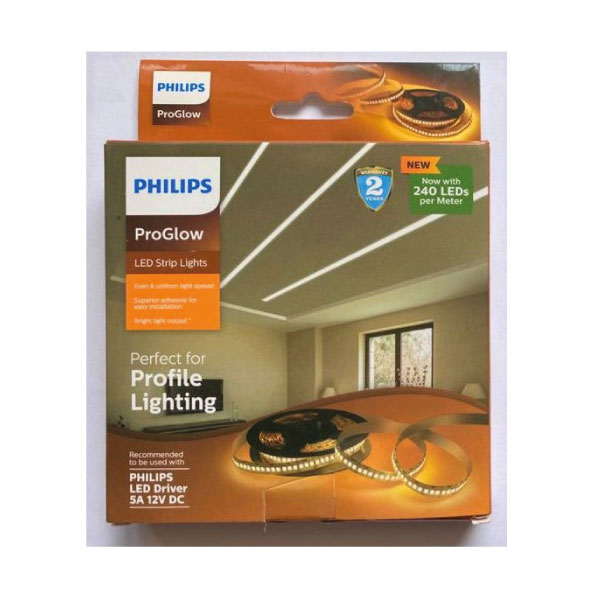 PHILIPS
ProGlow
PHILIPS
ProGlow
LED Strip Lights
Even & uniform light spread
Superior adhesive for
easy installation
Bright light output*
WARRANTY
2
YEARS
NEW
Now with
240 LEDs
per Meter
Perfect for
Profile
Lighting
Recommended
to be used with
PHILIPS
LED Driver
5A 12V DC